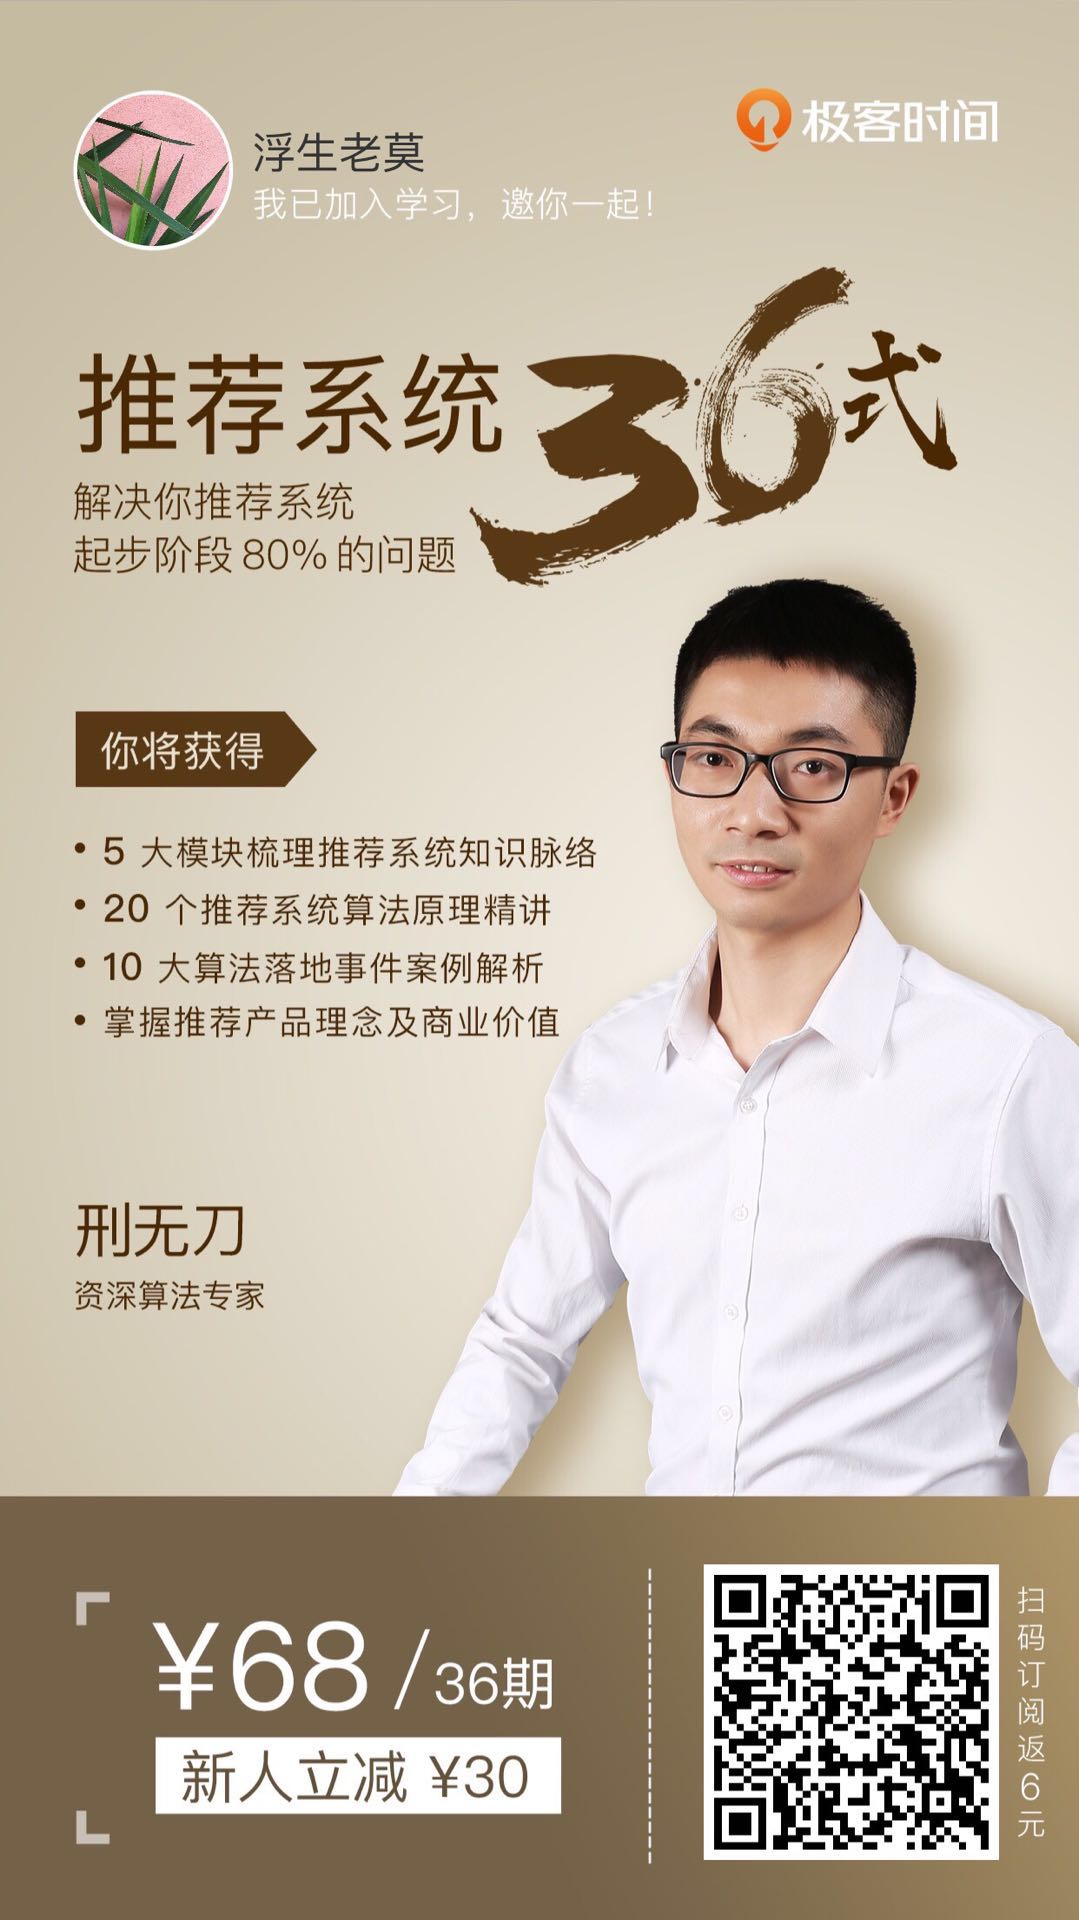 浮生老莫
极客时间
我已加入学习，邀你一起！
推荐系统36式
解决你推荐系统
起步阶段 80% 的问题
你将获得
• 5 大模块梳理推荐系统知识脉络
• 20 个推荐系统算法原理精讲
• 10 大算法落地事件案例解析
• 掌握推荐产品理念及商业价值
刑无刀
资深算法专家
¥68 / 36期
新人立减 ¥30
扫码订阅返6元